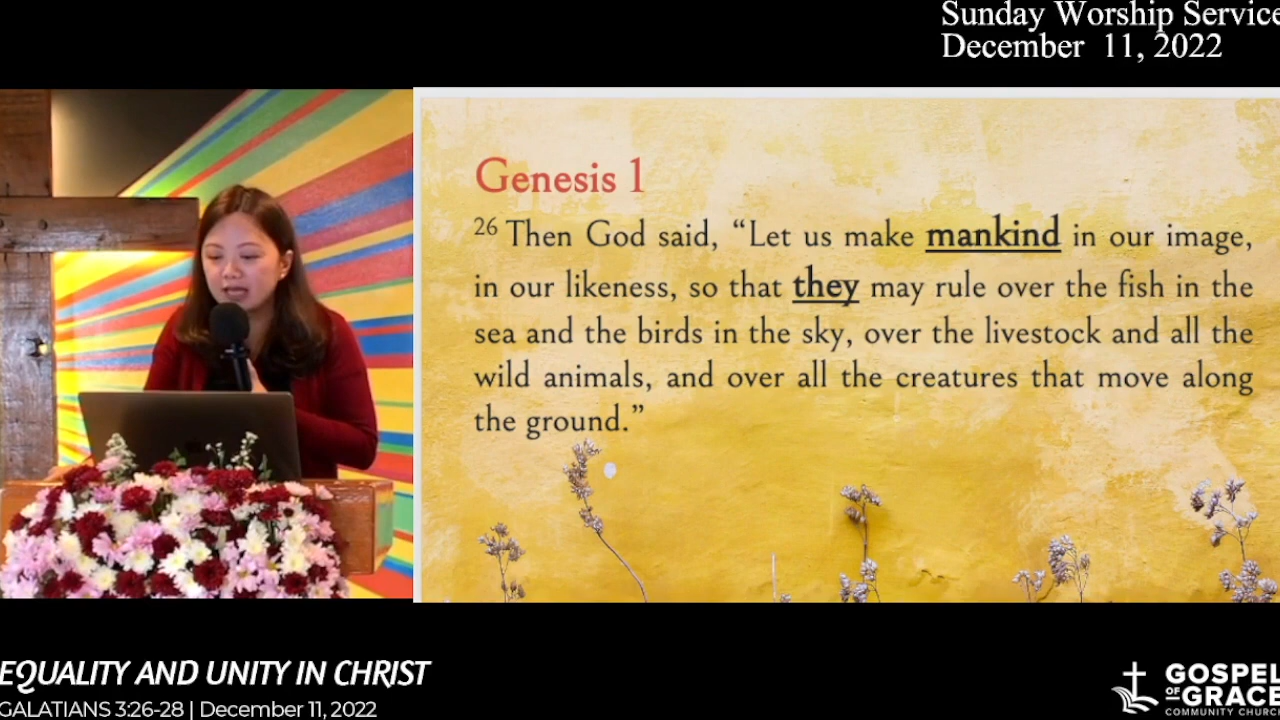 Sunday Worship Service
December 11, 2022
Genesis 1
26 Then God said, “Let us make mankind in our image,
in our likeness, so that they may rule over the fish in the
sea and the birds in the sky, over the livestock and all the
wild animals, and over all the creatures that move along
the ground.”
EQUALITY AND UNITY IN CHRIST
GALATIANS 3:26-28 | December 11, 2022
GOSPEL
OF GRACE
COMMUNITY CHURCH